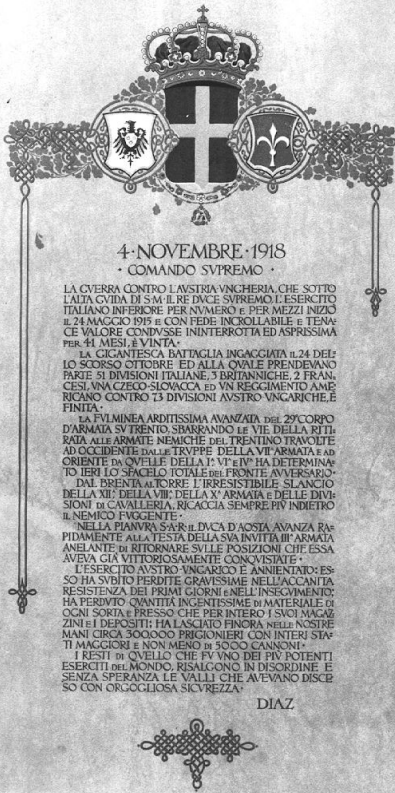 4·NOVEMBRE·1918
·COMANDO SVPREMO·
LA GVERRA CONTRO L'AVSTRIA-VNGHERIA, CHE SOTTO
L'ALTA GVIDA DI S·M·IL RE DVCE SVPREMO, L'ESERCITO
ITALIANO INFERIORE PER NVMERO E PER MEZZI INIZIÒ
IL 24 MAGGIO 1915 E CON FEDE INCROLLABILE E TENA-
CE VALORE CONDVSSE ININTERROTTA ED ASPRISSIMA
PER 41 MESI, È VINTA·
LA GIGANTESCA BATTAGLIA INGAGGIATA IL 24 DEL-
LO SCORSO OTTOBRE ED ALLA QVALE PRENDEVANO
PARTE 51 DIVISIONI ITALIANE, 3 BRITANNICHE, 2 FRAN-
CESI, VNA CZECO-SLOVACCA ED VN REGGIMENTO AME-
RICANO CONTRO 73 DIVISIONI AVSTRO VNGARICHE, È
FINITA·
LA FVLMINEA ARDITISSIMA AVANZATA DEL 29º CORPO
D'ARMATA SV TRENTO, SBARRANDO LE VIE DELLA RITI-
RATA ALLE ARMATE NEMICHE DEL TRENTINO TRAVOLTE
AD OCCIDENTE DALLE TRVPPE DELLA VIIª ARMATA E AD
ORIENTE DA QVELLE DELLA Iª VIª E IVª HA DETERMINA-
TO IERI LO SFACELO TOTALE DEL FRONTE AVVERSARIO·
DAL BRENTA AL TORRE L'IRRESISTIBILE SLANCIO
DELLA XIIª, DELLA VIIIª, DELLA Xª ARMATA E DELLE DIVI-
SIONI DI CAVALLERIA, RICACCIA SEMPRE PIÙ INDIETRO
IL NEMICO FVGGENTE·
NELLA PIANVRA S·A·R·IL DVCA D'AOSTA AVANZA RA-
PIDAMENTE ALLA TESTA DELLA SVA INVITTA IIIª ARMATA
ANELANTE DI RITORNARE SVLLE POSIZIONI CHE ESSA
AVEVA GIÀ VITTORIOSAMENTE CONQVISTATE·
L'ESERCITO AVSTRO VNGARICO È ANNIENTATO: ES-
SO HA SVBITO PERDITE GRAVISSIME NELL'ACCANITA
RESISTENZA DEI PRIMI GIORNI E NELL'INSEGVIMENTO;
HA PERDVTO QVANTITÀ INGENTISSIME DI MATERIALE DI
OGNI SORTA E PRESSO CHE PER INTERO I SVOI MAGAZ-
ZINI E I DEPOSITI; HA LASCIATO FINORA NELLE NOSTRE
MANI CIRCA 300,000 PRIGIONIERI CON INTERI STA-
TI MAGGIORI E NON MENO DI 5000 CANNONI·
I RESTI DI QVELLO CHE FV VNO DEI PIÙ POTENTI
ESERCITI DEL MONDO, RISALGONO IN DISORDINE E
SENZA SPERANZA LE VALLI CHE AVEVANO DISCE-
SO CON ORGOGLIOSA SICVREZZA·
DIAZ